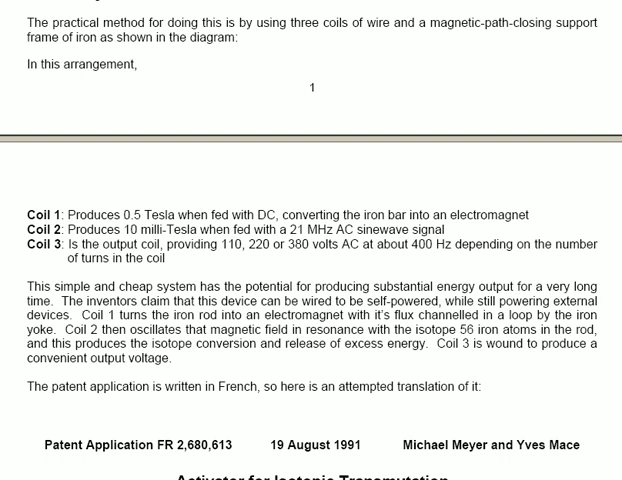 The practical method for doing this is by using three coils of wire and a magnetic-path-closing support
frame of iron as shown in the diagram:
In this arrangement,
1
Coil 1: Produces 0.5 Tesla when fed with DC, converting the iron bar into an electromagnet
Coil 2: Produces 10 milli-Tesla when fed with a 21 MHz AC sinewave signal
Coil 3: Is the output coil, providing 110, 220 or 380 volts AC at about 400 Hz depending on the number
of turns in the coil
This simple and cheap system has the potential for producing substantial energy output for a very long
time. The inventors claim that this device can be wired to be self-powered, while still powering external
devices. Coil 1 turns the iron rod into an electromagnet with it's flux channelled in a loop by the iron
yoke. Coil 2 then oscillates that magnetic field in resonance with the isotope 56 iron atoms in the rod,
and this produces the isotope conversion and release of excess energy. Coil 3 is wound to produce a
convenient output voltage.
The patent application is written in French, so here is an attempted translation of it:
Patent Application FR 2,680,613 19 August 1991 Michael Meyer and Yves Mace
Activator for Isotopic Transmutation